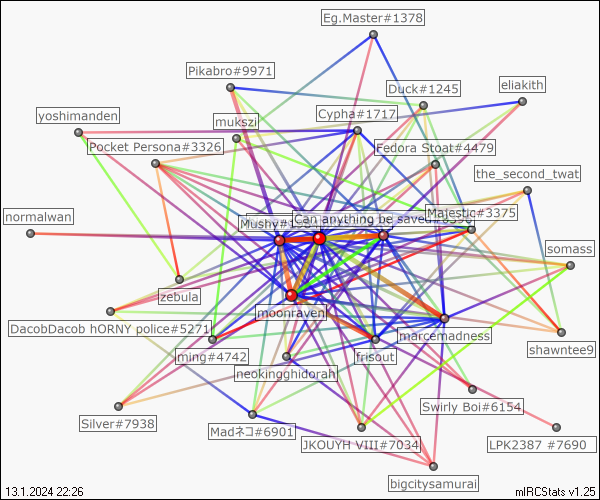 Eg.Master#1378
Pikabro#9971
Duck#1245
eliakith
yoshimanden
mukszi
Cypha#1717
Pocket Persona#3326
Fedora Stoat#4479
the_second_twat
normalwan
Mushy#
Can anything be saved
Majestic#3375
somass
zebula
moonraven
DacobDacob hORNY police#5271
marcemadness
ming#4742
frisout
shawntee9
neokingghidorah
Silver#7938
Swirly Boi#6154
Madネコ#6901
JKOUYH VIII#7034
LPK2387 #7690
bigcitysamurai
13.1.2024 22:26
mIRCStats v1.25